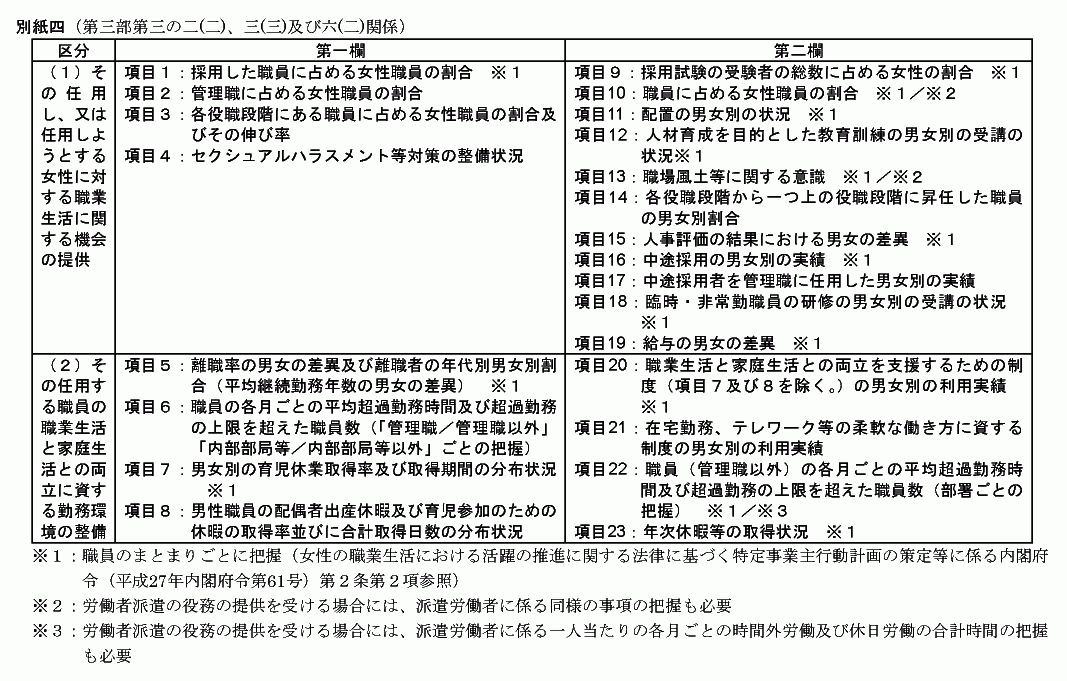 別紙四（第三部第三の二(二)、三(三)及び六(二)関係）
区分
第一欄
第二欄
（１）そ
の任用
し、又は
任用しよ
うとする
女性に対
する職業
生活に関
する機会
の提供
項目１：採用した職員に占める女性職員の割合　※１
項目２：管理職に占める女性職員の割合
項目３：各役職段階にある職員に占める女性職員の割合及
びその伸び率
項目４：セクシュアルハラスメント等対策の整備状況
項目９：採用試験の受験者の総数に占める女性の割合　※１
項目10：職員に占める女性職員の割合　※１／※２
項目11：配置の男女別の状況　※１
項目12：人材育成を目的とした教育訓練の男女別の受講の
状況※１
項目13：職場風土等に関する意識　※１／※２
項目14：各役職段階から一つ上の役職段階に昇任した職員
の男女別割合
項目15：人事評価の結果における男女の差異　※１
項目16：中途採用の男女別の実績　※１
項目17：中途採用者を管理職に任用した男女別の実績
項目18：臨時・非常勤職員の研修の男女別の受講の状況
※１
項目19：給与の男女の差異　※１
（２）そ
の任用す
る職員の
職業生活
と家庭生
活との両
立に資す
る勤務環
境の整備
項目５：離職率の男女の差異及び離職者の年代別男女別割
合（平均継続勤務年数の男女の差異）　※１
項目６：職員の各月ごとの平均超過勤務時間及び超過勤務
の上限を超えた職員数（「管理職／管理職以外」
「内部部局等／内部部局等以外」ごとの把握）
項目７：男女別の育児休業取得率及び取得期間の分布状況
※１
項目８：男性職員の配偶者出産休暇及び育児参加のための
休暇の取得率並びに合計取得日数の分布状況
項目20：職業生活と家庭生活との両立を支援するための制
度（項目７及び８を除く。）の男女別の利用実績
※１
項目21：在宅勤務、テレワーク等の柔軟な働き方に資する
制度の男女別の利用実績
項目22：職員（管理職以外）の各月ごとの平均超過勤務時
間及び超過勤務の上限を超えた職員数（部署ごとの
把握）　※１／※３
項目23：年次休暇等の取得状況　※１
※１：職員のまとまりごとに把握（女性の職業生活における活躍の推進に関する法律に基づく特定事業主行動計画の策定等に係る内閣府
令（平成27年内閣府令第61号）第２条第２項参照）
※２：労働者派遣の役務の提供を受ける場合には、派遣労働者に係る同様の事項の把握も必要
※３：労働者派遣の役務の提供を受ける場合には、派遣労働者に係る一人当たりの各月ごとの時間外労働及び休日労働の合計時間の把握
も必要